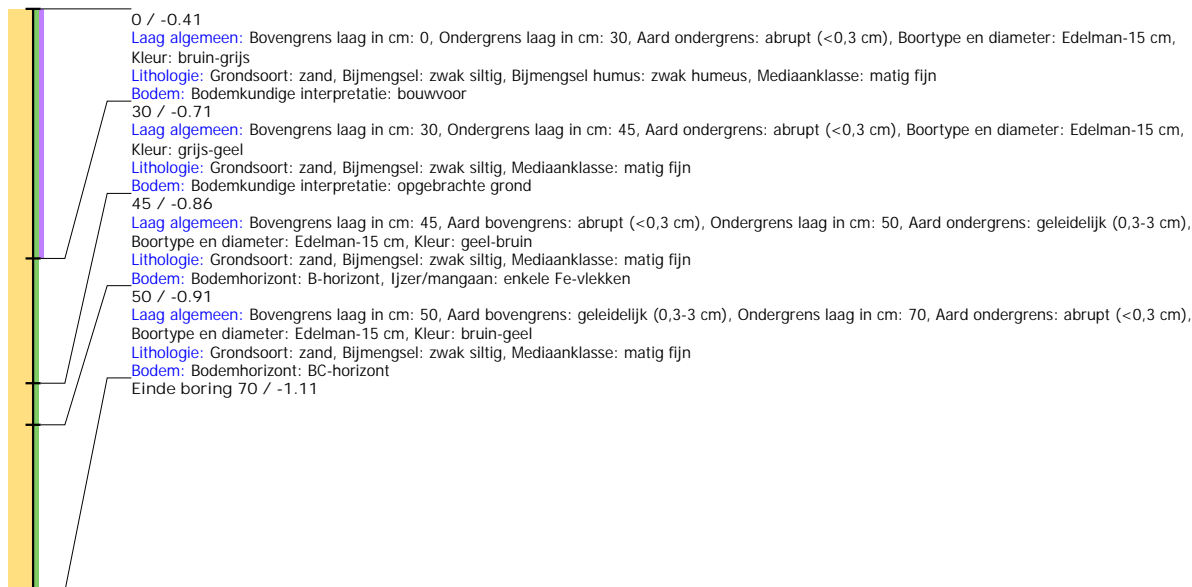 0 / -0.41
Laag algemeen: Bovengrens laag in cm: 0, Ondergrens laag in cm: 30, Aard ondergrens: abrupt (<0,3 cm), Boortype en diameter: Edelman-15 cm,
Kleur: bruin-grijs
Lithologie: Grondsoort: zand, Bijmengsel: zwak siltig, Bijmengsel humus: zwak humeus, Mediaanklasse: matig fijn
Bodem: Bodemkundige interpretatie: bouwvoor
30 / -0.71
Laag algemeen: Bovengrens laag in cm: 30, Ondergrens laag in cm: 45, Aard ondergrens: abrupt (<0,3 cm), Boortype en diameter: Edelman-15 cm,
Kleur: grijs-geel
Lithologie: Grondsoort: zand, Bijmengsel: zwak siltig, Mediaanklasse: matig fijn
Bodem: Bodemkundige interpretatie: opgebrachte grond
45 / -0.86
Laag algemeen: Bovengrens laag in cm: 45, Aard bovengrens: abrupt (<0,3 cm), Ondergrens laag in cm: 50, Aard ondergrens: geleidelijk (0,3-3 cm),
Boortype en diameter: Edelman-15 cm, Kleur: geel-bruin
Lithologie: Grondsoort: zand, Bijmengsel: zwak siltig, Mediaanklasse: matig fijn
Bodem: Bodemhorizont: B-horizont, Ijzer/mangaan: enkele Fe-vlekken
50 / -0.91
Laag algemeen: Bovengrens laag in cm: 50, Aard bovengrens: geleidelijk (0,3-3 cm), Ondergrens laag in cm: 70, Aard ondergrens: abrupt (<0,3 cm),
Boortype en diameter: Edelman-15 cm, Kleur: bruin-geel
Lithologie: Grondsoort: zand, Bijmengsel: zwak siltig, Mediaanklasse: matig fijn
Bodem: Bodemhorizont: BC-horizont
Einde boring 70 / -1.11